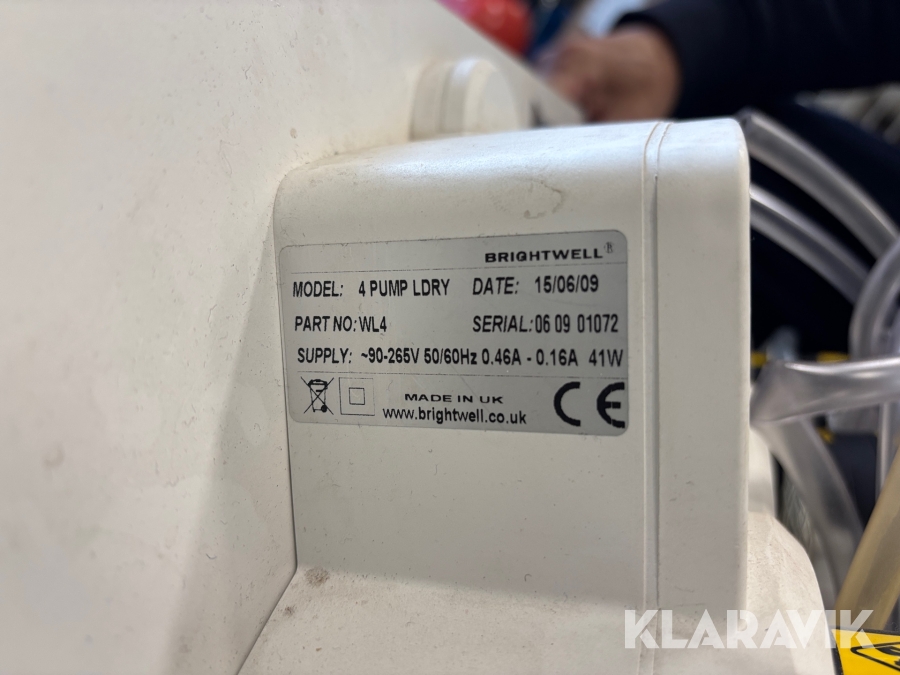 BRIGHTWELL®
MODEL: 4 PUMP LDRY DATE: 15/06/09
PART NO: WL4 SERIAL: 06 09 01072
SUPPLY: ~90-265V 50/60Hz 0.46A - 0.16A 41W
MADE IN UK
www.brightwell.co.uk
CE
KLARAVIK